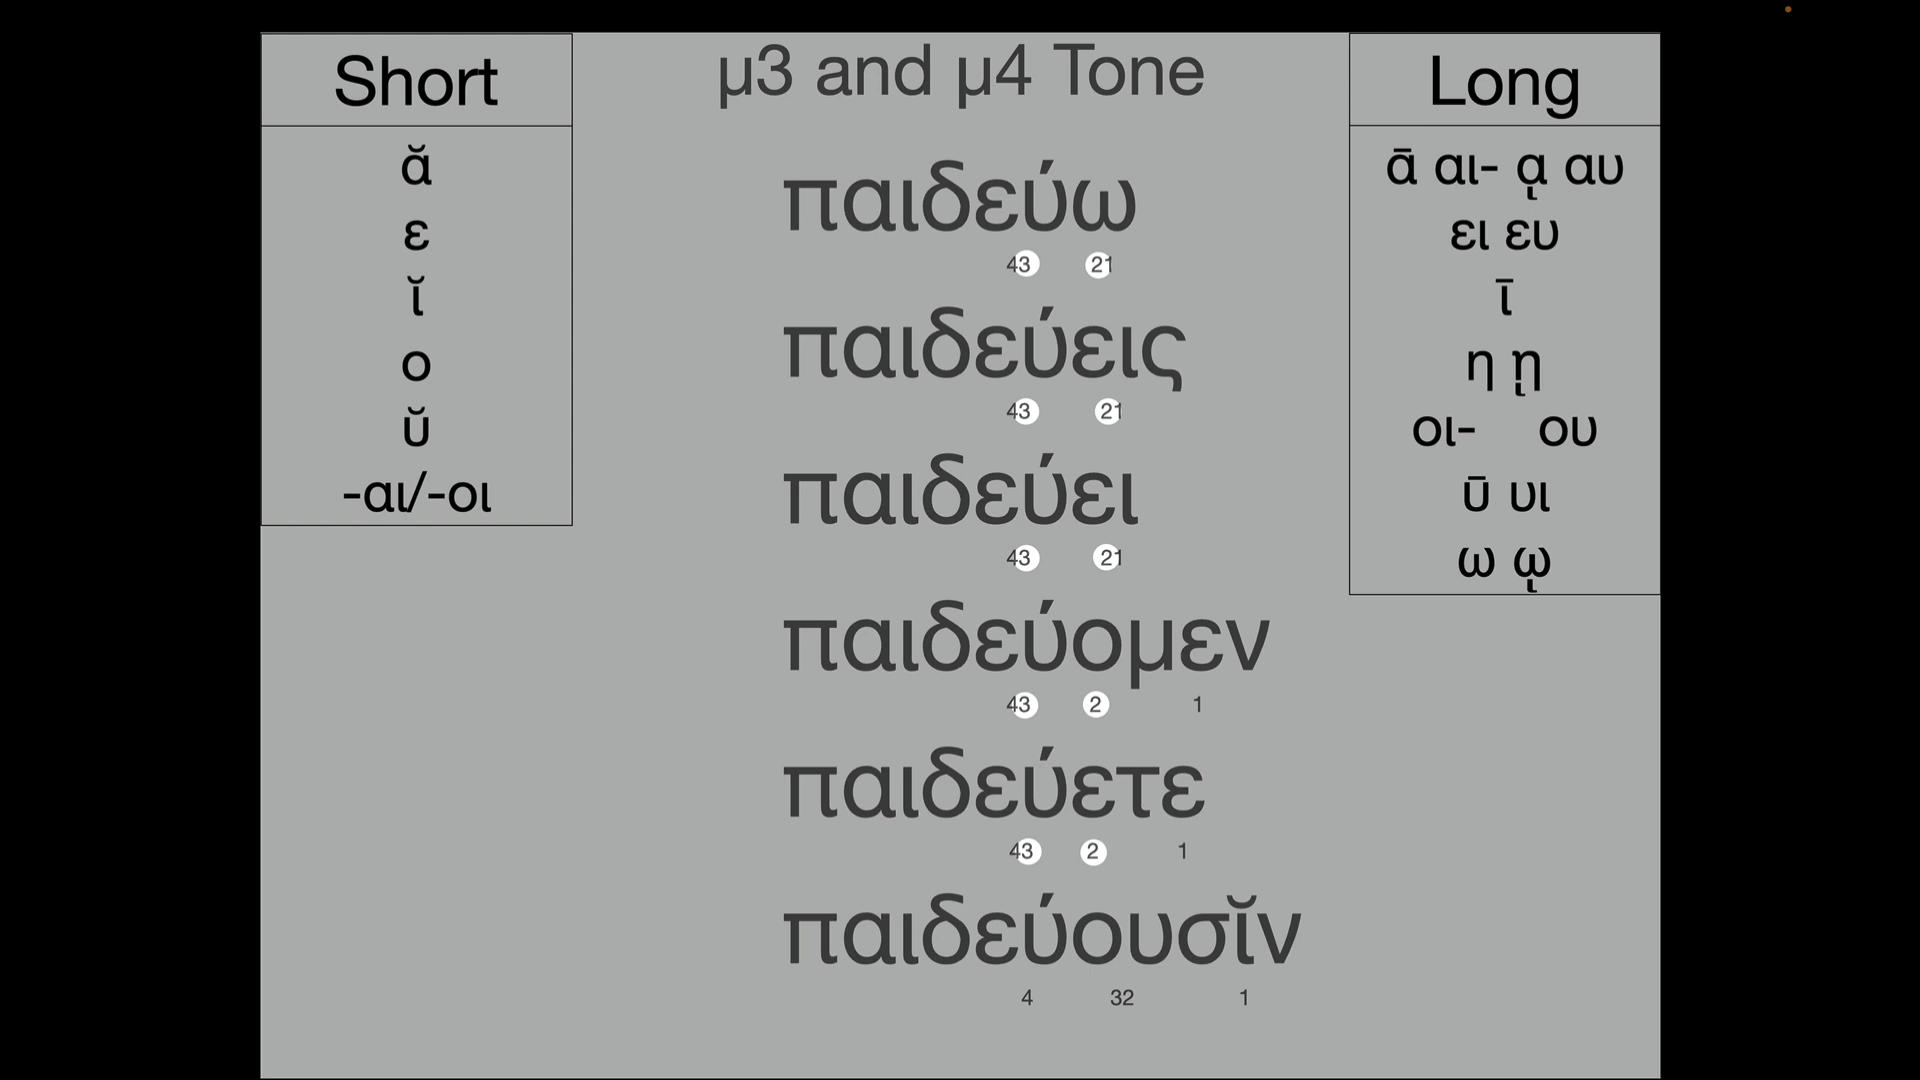 Short
ᾰ
ε
ῐ
ο
ῠ
-αι/-οι
μ3 and μ4 Tone
παιδεύω
43 21
παιδεύεις
43 21
παιδεύει
43 21
παιδεύομεν
43 2 1
παιδεύετε
43 2 1
παιδεύουσῐν
4 32 1
Long
ᾱ αι- ᾳ αυ
ει ευ
ῑ
η ῃ
οι- ου
ῡ υι
ω ῳ